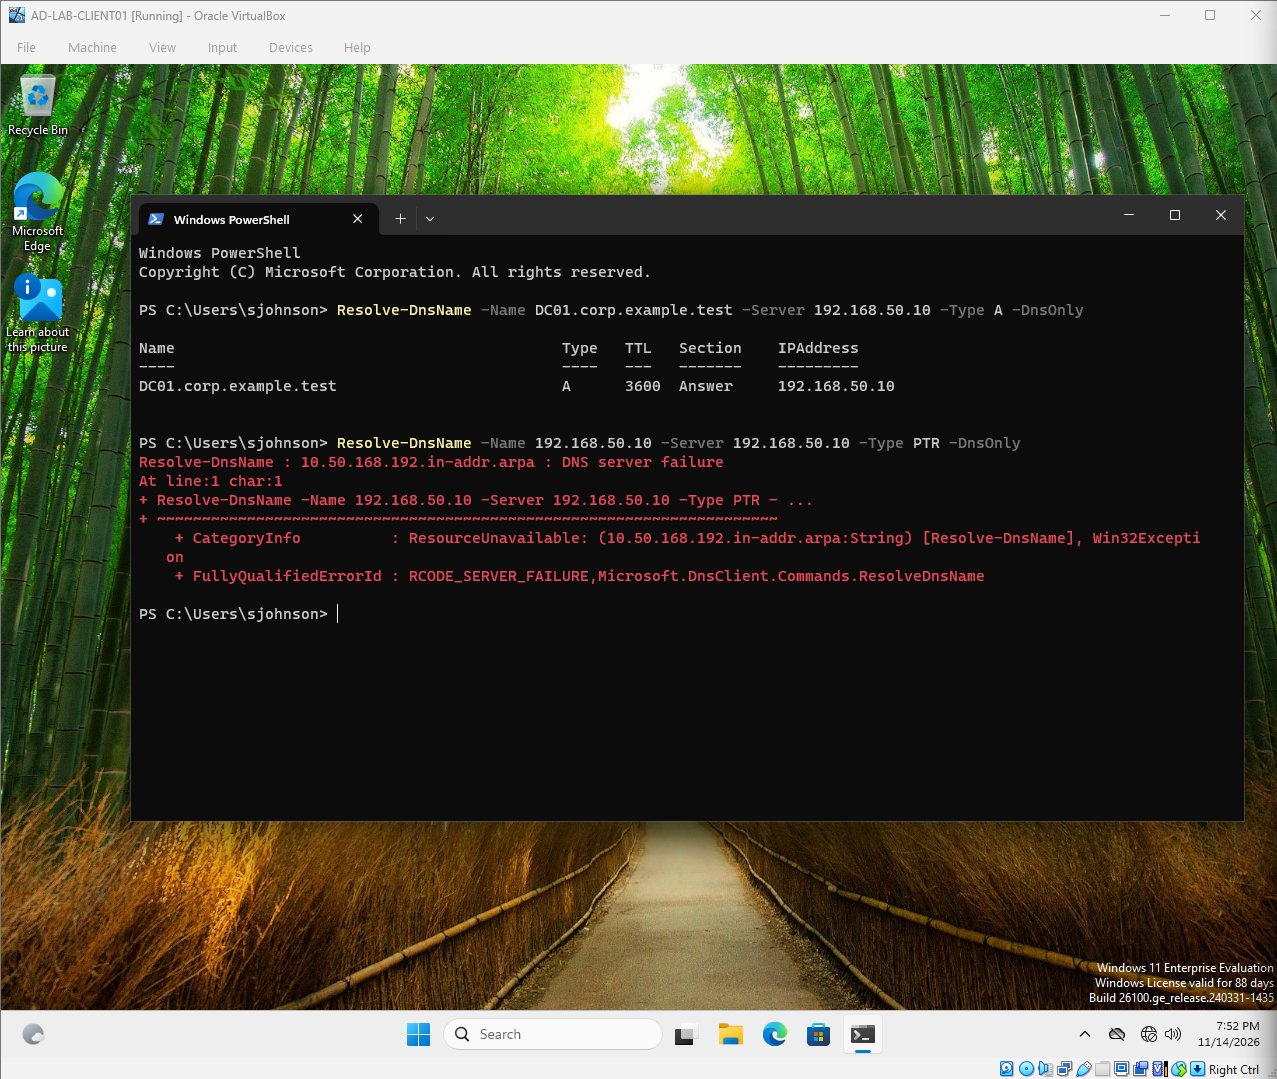 AD-LAB-CLIENT01 [Running] - Oracle VirtualBox
File Machine View Input Devices Help
Recycle Bin
Microsoft
Edge
Learn about
this picture
Windows PowerShell
Windows PowerShell
Copyright (C) Microsoft Corporation. All rights reserved.
PS C:\Users\sjohnson> Resolve-DnsName -Name DC01.corp.example.test -Server 192.168.50.10 -Type A -DnsOnly
Name Type TTL Section IPAddress
---- ---- --- ------- ---------
DC01.corp.example.test A 3600 Answer 192.168.50.10
PS C:\Users\sjohnson> Resolve-DnsName -Name 192.168.50.10 -Server 192.168.50.10 -Type PTR -DnsOnly
Resolve-DnsName : 10.50.168.192.in-addr.arpa : DNS server failure
At line:1 char:1
+ Resolve-DnsName -Name 192.168.50.10 -Server 192.168.50.10 -Type PTR - ...
+ ~~~~~~~~~~~~~~~~~~~~~~~~~~~~~~~~~~~~~~~~~~~~~~~~~~~~~~~~~~~~~~~~~~~~~
+ CategoryInfo : ResourceUnavailable: (10.50.168.192.in-addr.arpa:String) [Resolve-DnsName], Win32Excepti
on
+ FullyQualifiedErrorId : RCODE_SERVER_FAILURE,Microsoft.DnsClient.Commands.ResolveDnsName
PS C:\Users\sjohnson>
Windows 11 Enterprise Evaluation
Windows License valid for 88 days
Build 26100.ge_release.240331-1435
Search
7:52 PM
11/14/2026
Right Ctrl